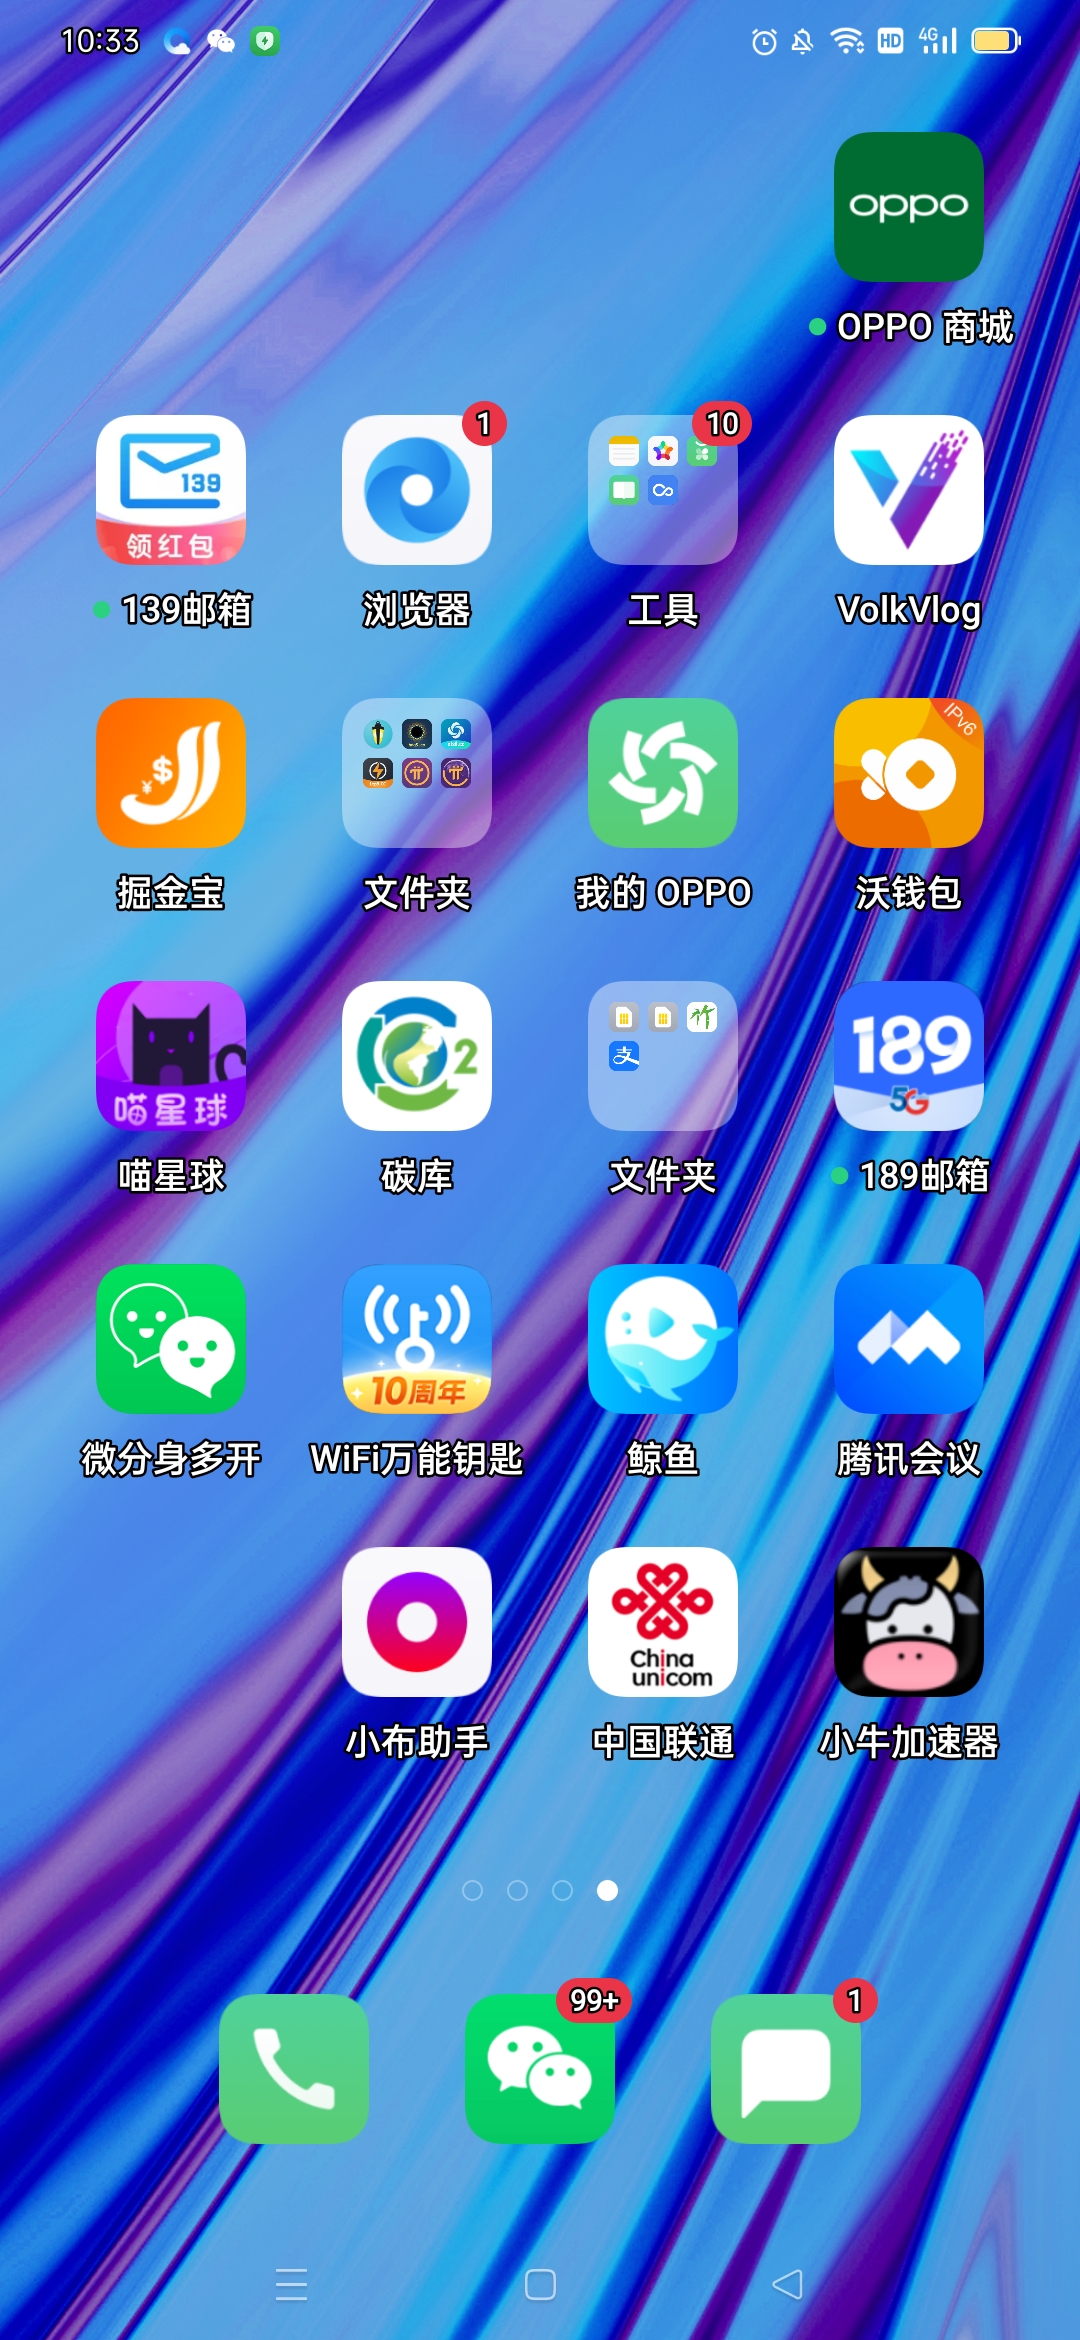 10:33
HD
4G
oppo
OPPO 商城
139
领红包
1
10
139邮箱
浏览器
工具
VolkVlog
$
¥
IPv6
掘金宝
文件夹
我的 OPPO
沃钱包
喵星球
2
支
189
5G
喵星球
碳库
文件夹
189邮箱
10周年
微分身多开
WiFi万能钥匙
鲸鱼
腾讯会议
China
unicom
小布助手
中国联通
小牛加速器
99+
1